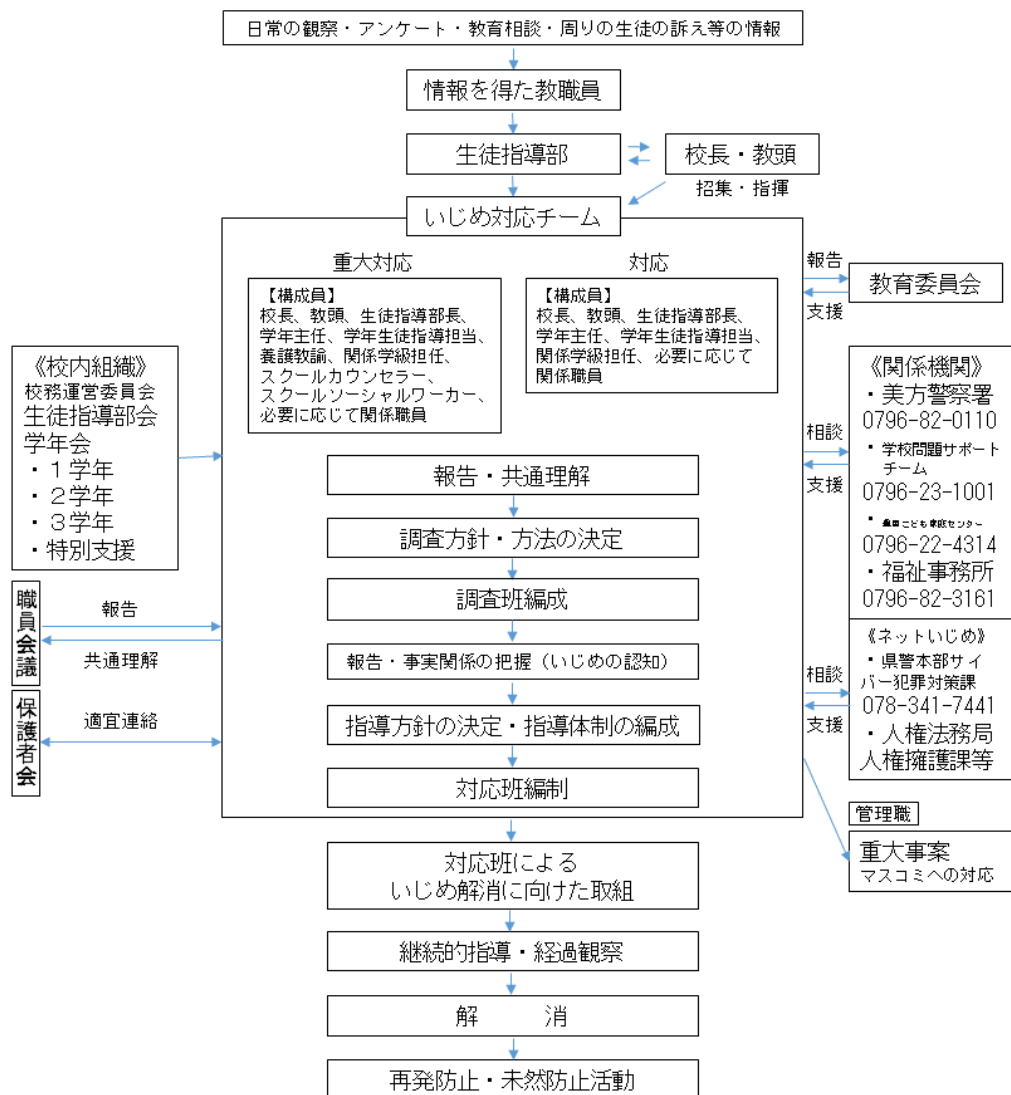 日常の観察・アンケート・教育相談・周りの生徒の訴え等の情報
情報を得た教職員
生徒指導部
校長・教頭
招集・指揮
いじめ対応チーム
重大対応
【構成員】
校長、教頭、生徒指導部長、
学年主任、学年生徒指導担当、
養護教諭、関係学級担任、
スクールカウンセラー、
スクールソーシャルワーカー、
必要に応じて関係職員
対応
【構成員】
校長、教頭、生徒指導部長、
学年主任、学年生徒指導担当、
関係学級担任、必要に応じて
関係職員
報告
支援
教育委員会
《校内組織》
校務運営委員会
生徒指導部会
学年会
・１学年
・２学年
・３学年
・特別支援
《関係機関》
・美方警察署
0796-82-0110
・学校問題サポート
チーム
0796-23-1001
・豊岡こども家庭センター
0796-22-4314
・福祉事務所
0796-82-3161
相談
支援
報告・共通理解
調査方針・方法の決定
調査班編成
報告・事実関係の把握（いじめの認知）
指導方針の決定・指導体制の編成
対応班編制
職員会議
報告
共通理解
保護者会
適宜連絡
《ネットいじめ》
・県警本部サイ
バー犯罪対策課
078-341-7441
・人権法務局
人権擁護課等
相談
支援
管理職
重大事案
マスコミへの対応
対応班による
いじめ解消に向けた取組
継続的指導・経過観察
解　　消
再発防止・未然防止活動